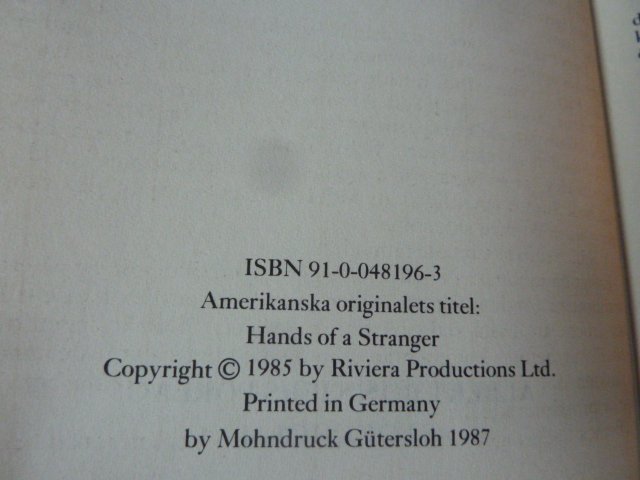 ISBN 91-0-048196-3
Amerikanska originalets titel:
Hands of a Stranger
Copyright © 1985 by Riviera Productions Ltd.
Printed in Germany
by Mohndruck Gütersloh 1987